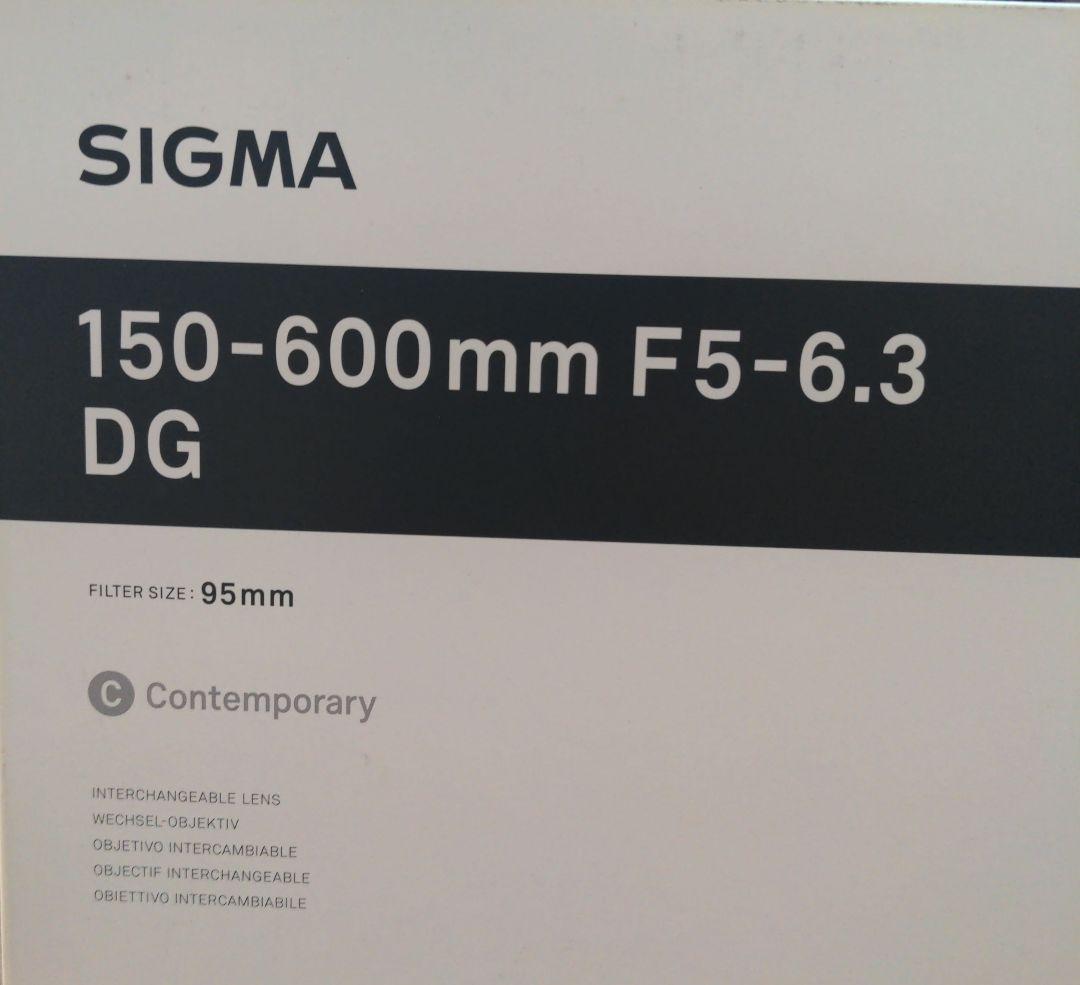 SIGMA
150-600mm F5-6.3
DG
FILTER SIZE: 95mm
C Contemporary
INTERCHANGEABLE LENS
WECHSEL-OBJEKTIV
OBJETIVO INTERCAMBIABLE
OBJECTIF INTERCHANGEABLE
OBIETTIVO INTERCAMBIABILE